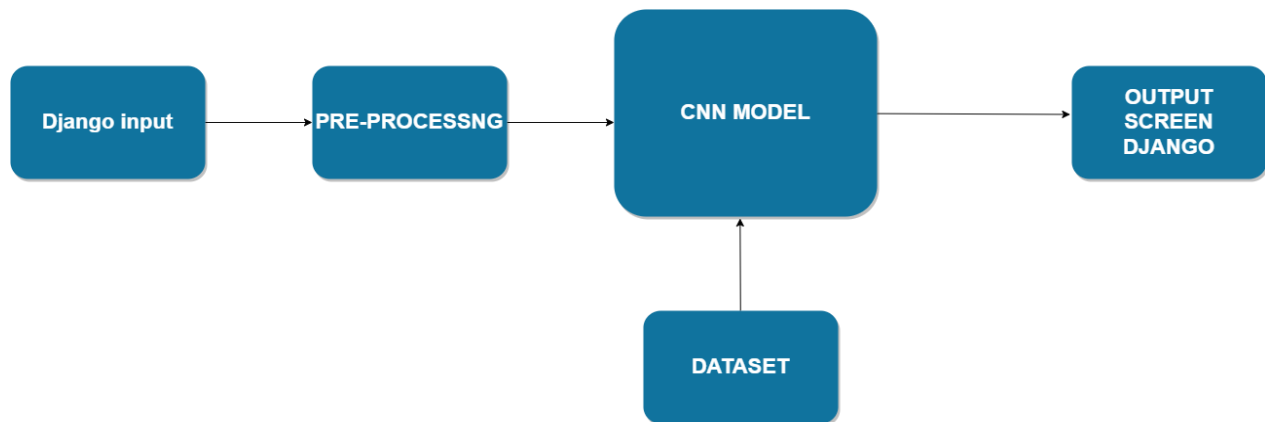 Django input
PRE-PROCESSNG
CNN MODEL
OUTPUT
SCREEN
DJANGO
DATASET